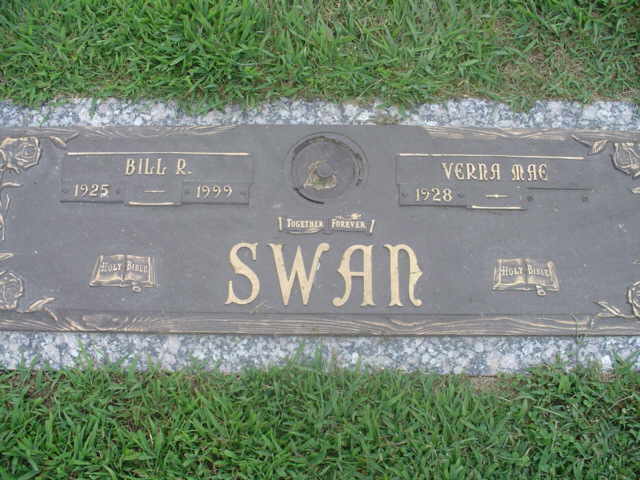 BILL R.
1925 – 1999
VERNA MAE
1928 –
TOGETHER FOREVER
SWAN
HOLY BIBLE
HOLY BIBLE